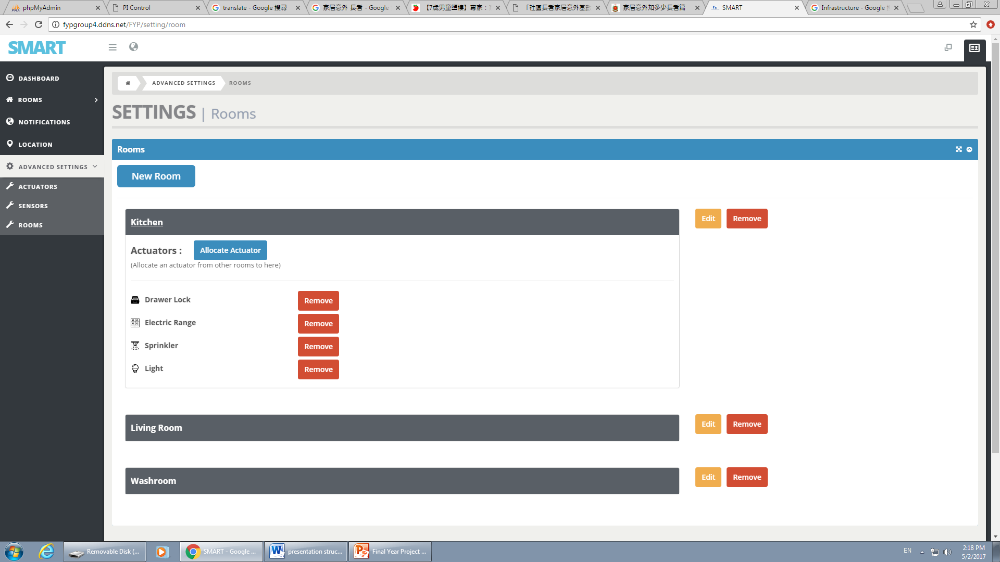 phpMyAdmin
PI Control
translate - Google 搜尋
家居意外 長者 - Google
【7歲男童墮樓】專家：
「社區長者家居意外基
家居意外知多少長者篇
SMART
Infrastructure - Google
fypgroup4.ddns.net/FYP/setting/room
SMART
DASHBOARD
ROOMS
NOTIFICATIONS
LOCATION
ADVANCED SETTINGS
ACTUATORS
SENSORS
ROOMS
ADVANCED SETTINGS ROOMS
SETTINGS | Rooms
Rooms
New Room
Kitchen
Edit Remove
Actuators : Allocate Actuator
(Allocate an actuator from other rooms to here)
Drawer Lock Remove
Electric Range Remove
Sprinkler Remove
Light Remove
Living Room
Edit Remove
Washroom
Edit Remove
Removable Disk (...
SMART - Google ...
presentation struc...
Final Year Project ...
EN
2:18 PM
5/2/2017